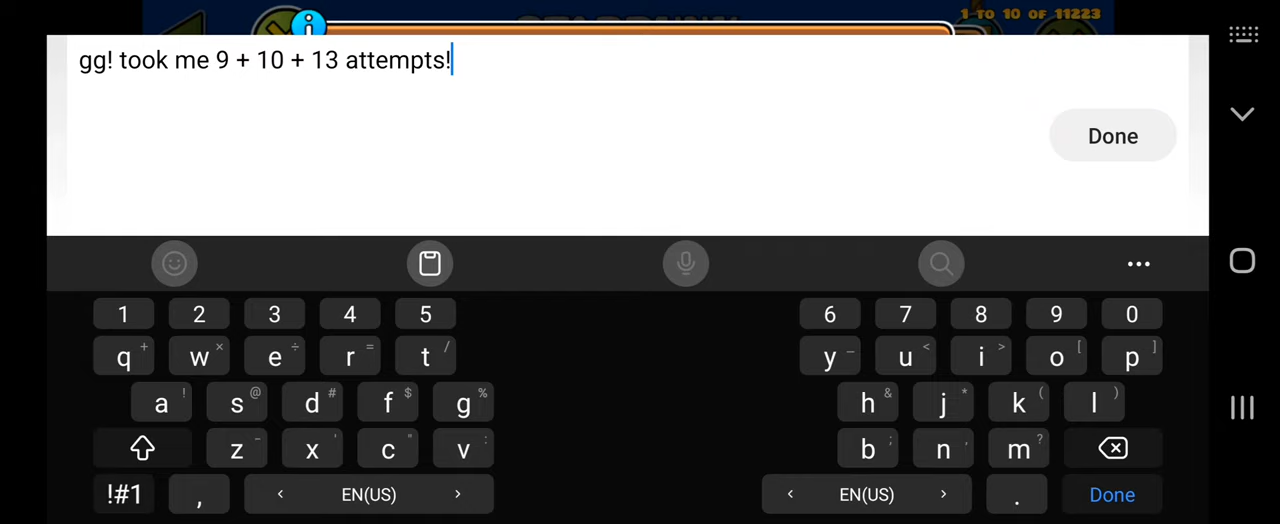 1 TO 10 OF 11223
gg! took me 9 + 10 + 13 attempts!
Done
1 2 3 4 5 6 7 8 9 0
q + w × e ÷ r = t / y _ u < i > o [ p ]
a ! s @ d # f $ g % h & j * k ( l )
z - x ' c " v : b ; n , m ?
!#1 , < EN(US) > < EN(US) > . Done